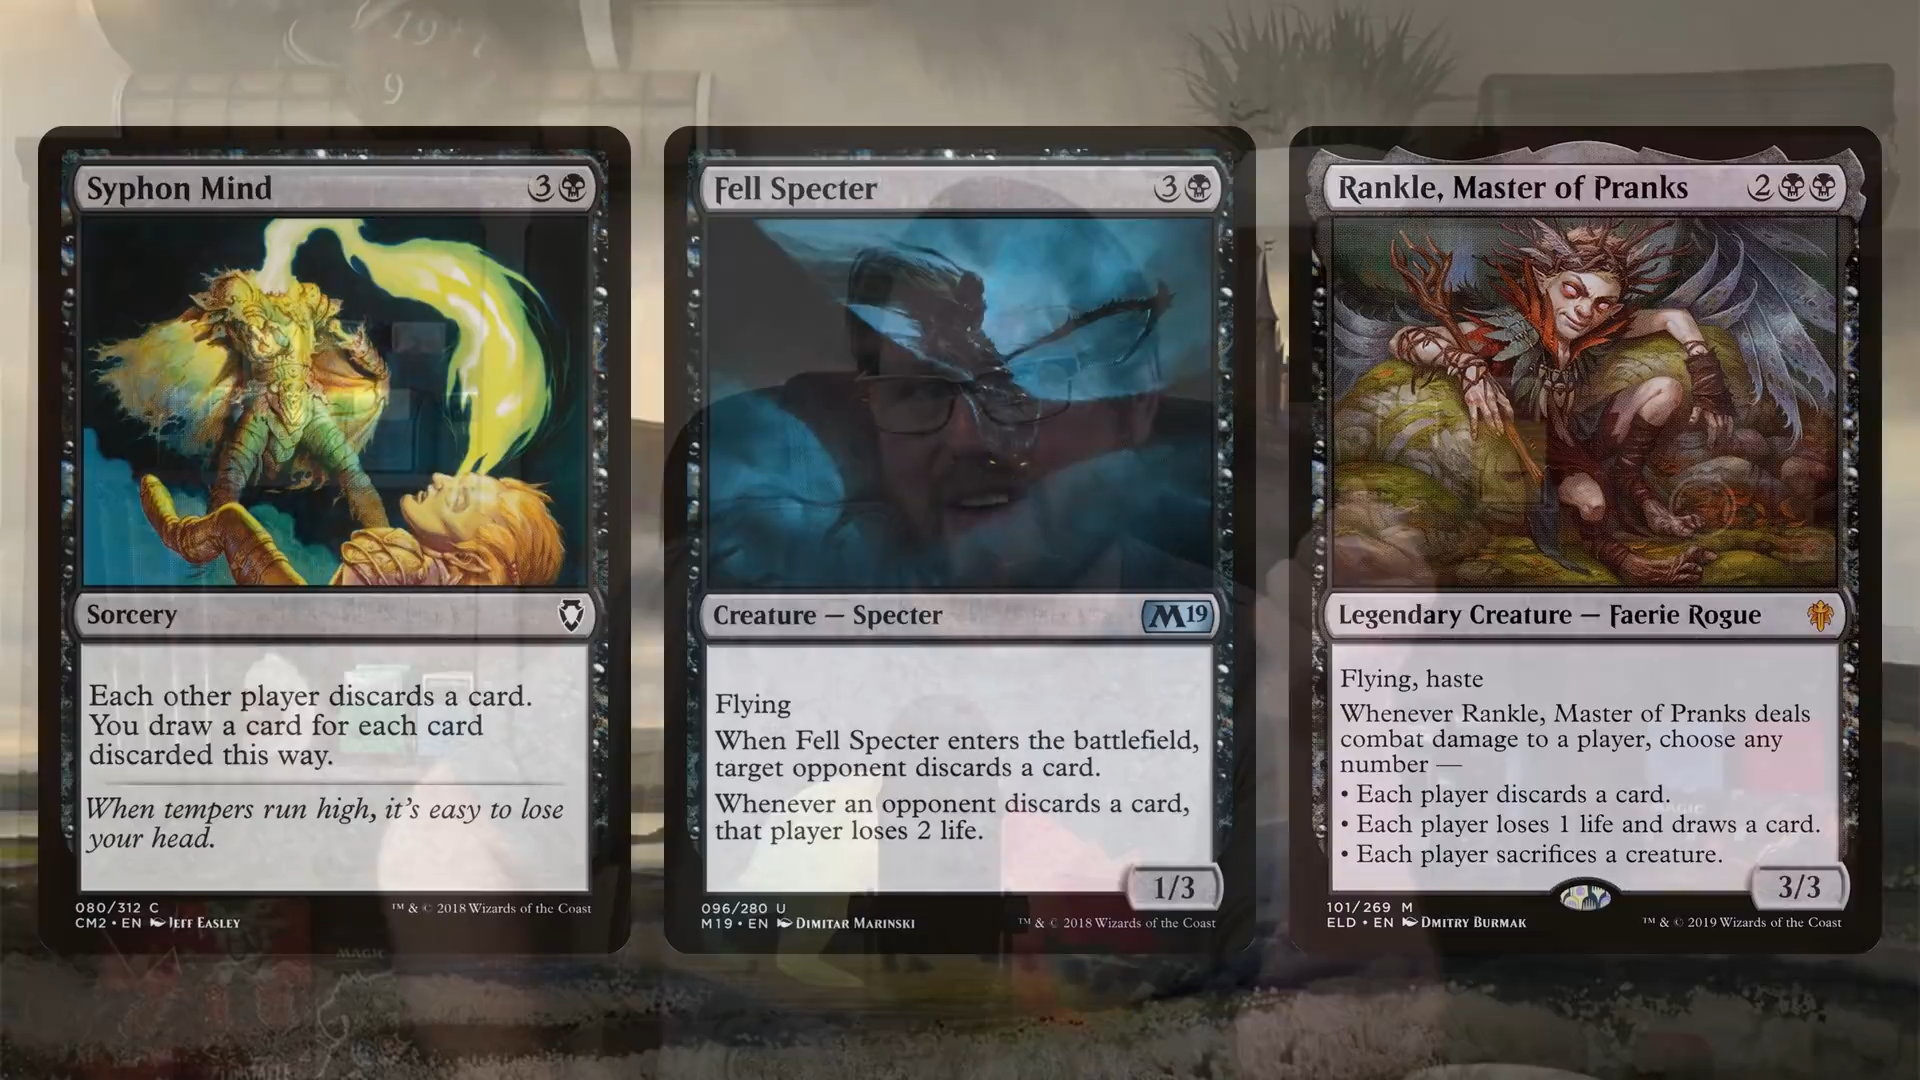 19
9
Syphon Mind 3
Sorcery
Each other player discards a card.
You draw a card for each card
discarded this way.
When tempers run high, it's easy to lose
your head.
080/312 C
CM2 • EN Jeff Easley
™ & © 2018 Wizards of the Coast
Fell Specter 3
Creature — Specter M19
Flying
When Fell Specter enters the battlefield,
target opponent discards a card.
Whenever an opponent discards a card,
that player loses 2 life.
1/3
096/280 U
M19 • EN Dimitar Marinski
™ & © 2018 Wizards of the Coast
Rankle, Master of Pranks 2
Legendary Creature — Faerie Rogue
Flying, haste
Whenever Rankle, Master of Pranks deals
combat damage to a player, choose any
number —
• Each player discards a card.
• Each player loses 1 life and draws a card.
• Each player sacrifices a creature.
3/3
101/269 M
ELD • EN Dmitry Burmak
™ & © 2019 Wizards of the Coast
MAGIC